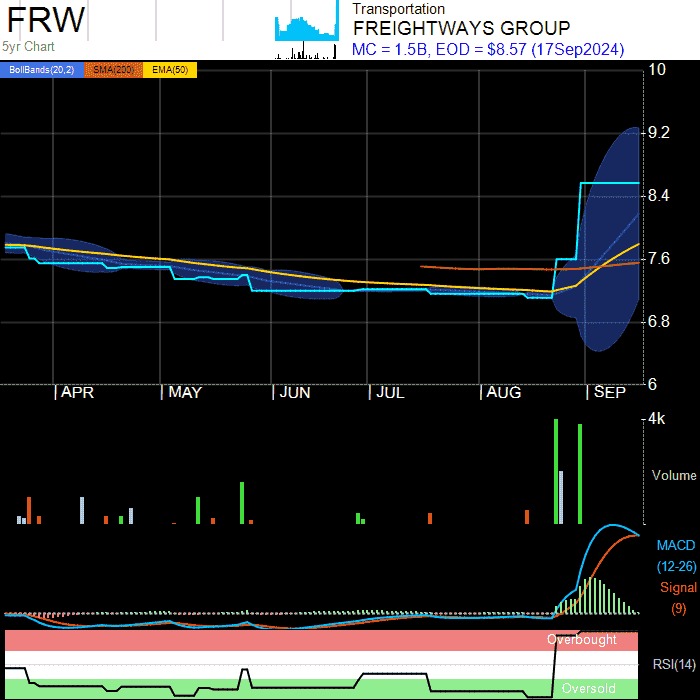 FRW
5yr Chart
Transportation
FREIGHTWAYS GROUP
MC = 1.5B, EOD = $8.57 (17Sep2024)
BollBands(20,2) SMA(200) EMA(50)
10
9.2
8.4
7.6
6.8
6
APR MAY JUN JUL AUG SEP
4k
Volume
MACD
(12-26)
Signal
(9)
Overbought
RSI(14)
Oversold